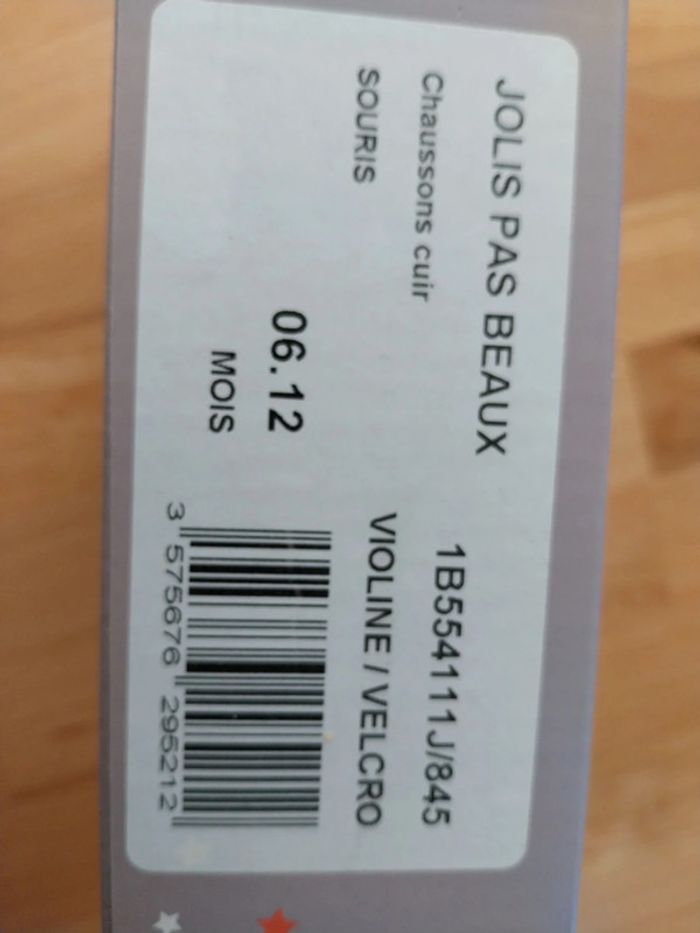 JOLIS PAS BEAUX
Chaussons cuir
1B554111J/845
SOURIS
VIOLINE / VELCRO
06.12
MOIS
3 575676 295212